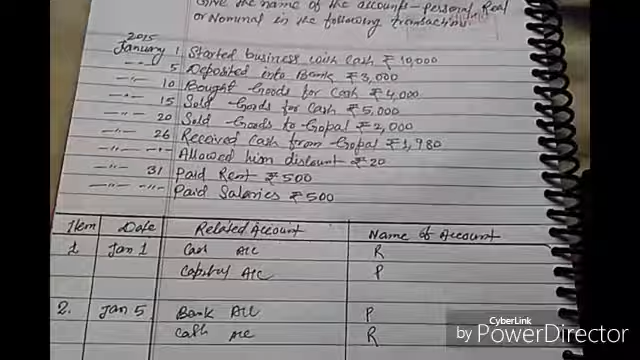 Give the name of the accounts - Personal, Real
or Nominal in the following transaction
2015
January 1 Started business with cash ₹ 10,000
-"- 5 Deposited into Bank ₹ 3,000
-"- 10 Bought Goods for Cash ₹ 4,000
-"- 15 Sold Goods for Cash ₹ 5,000
-"- 20 Sold Goods to Gopal ₹ 2,000
-"- 26 Received Cash from Gopal ₹ 1,980
-"- -"- Allowed him discount ₹ 20
-"- 31 Paid Rent ₹ 500
-"- -"- Paid Salaries ₹ 500
Item Date Related Account Name of Account
1 Jan 1 Cash A/C R
Capital A/C P
2. Jan 5 Bank A/C P
Cash A/C R
CyberLink
by PowerDirector